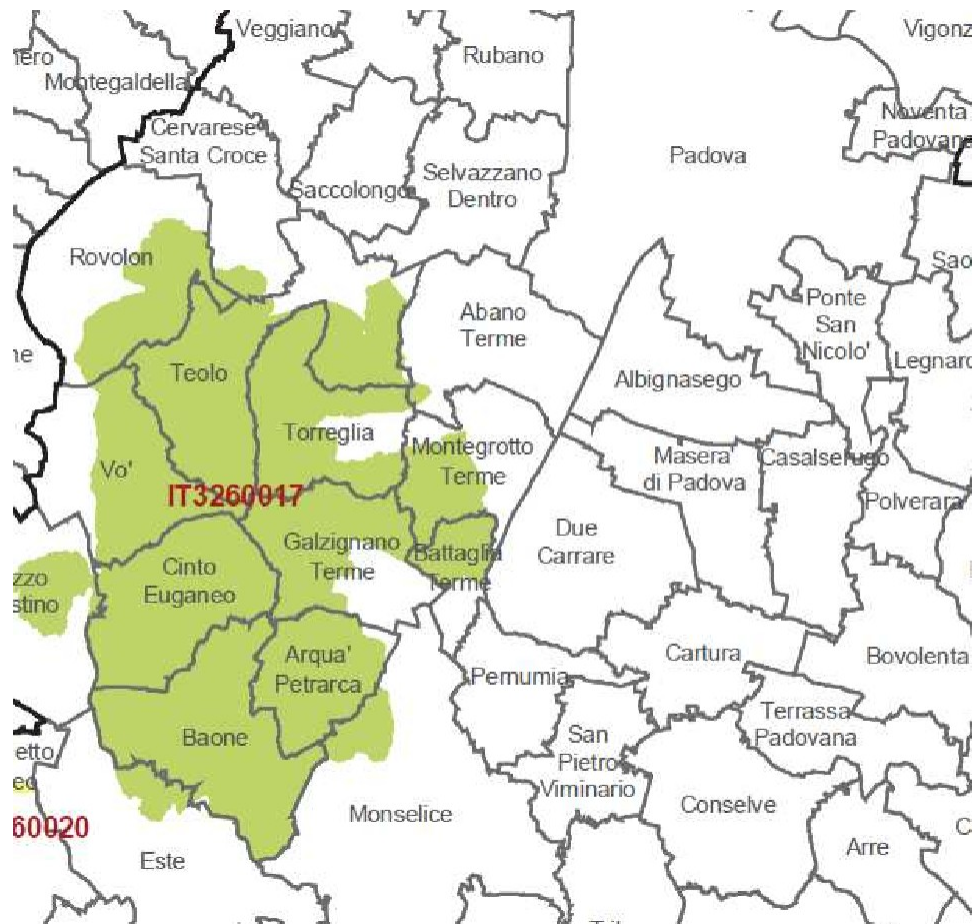 Veggiano
Rubano
Montegaldella
Cervarese
Santa Croce
Noventa
Padovana
Padova
Selvazzano
Dentro
Saccolongo
Rovolon
Abano
Terme
Ponte
San
Nicolo'
Teolo
Albignasego
Torreglia
Montegrotto
Terme
Masera'
di Padova
Casalserugo
Vo'
IT3260017
Polverara
Due
Carrare
Galzignano
Terme
Battaglia
Terme
Cinto
Euganeo
Arqua'
Petrarca
Cartura
Bovolenta
Pernumia
Baone
San
Pietro
Viminario
Terrassa
Padovana
Monselice
Conselve
60020
Arre
Este